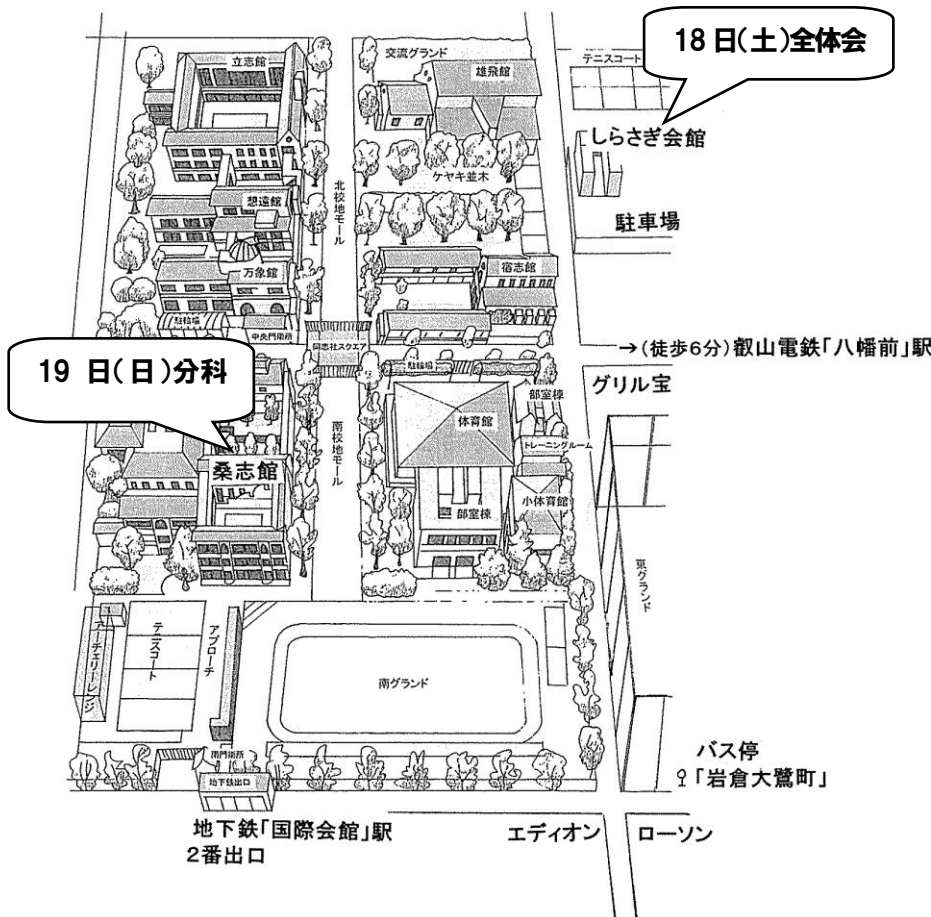 18日(土)全体会
立志館
交流グランド
雄飛館
テニスコート
しらさぎ会館
ケヤキ並木
北校地モール
想遠館
駐車場
万象館
宿志館
駐輪場
中央門衛所
同志社スクエア
→(徒歩6分)叡山電鉄「八幡前」駅
19 日(日)分科
駐輪場
グリル宝
部室棟
体育館
トレーニングルーム
南校地モール
桑志館
小体育館
部室棟
東グランド
アーチェリーレンジ
テニスコート
アプローチ
南グランド
南門衛所
地下鉄出口
バス停
「岩倉大鷺町」
地下鉄「国際会館」駅
2番出口
エディオン
ローソン